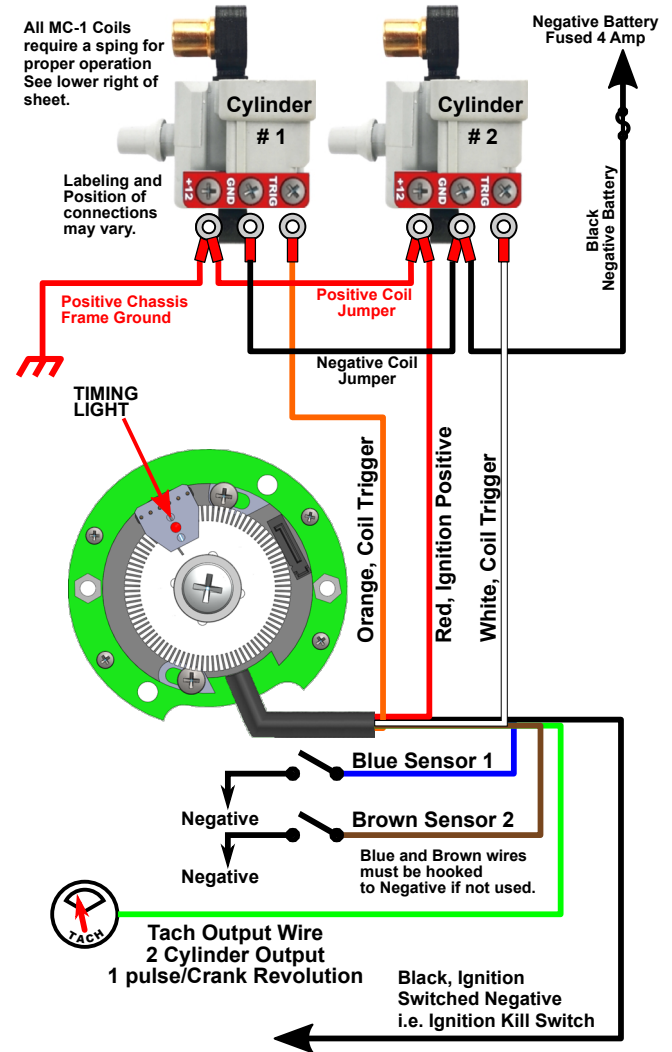 All MC-1 Coils
require a sping for
proper operation
See lower right of
sheet.
Negative Battery
Fused 4 Amp
Cylinder
# 1
Cylinder
# 2
+12
GND
TRIG
+12
GND
TRIG
Labeling and
Position of
connections
may vary.
Black
Negative Battery
Positive Chassis
Frame Ground
Positive Coil
Jumper
Negative Coil
Jumper
TIMING
LIGHT
Orange, Coil Trigger
Red, Ignition Positive
White, Coil Trigger
Blue Sensor 1
Negative
Brown Sensor 2
Negative
Blue and Brown wires
must be hooked
to Negative if not used.
TACH
Tach Output Wire
2 Cylinder Output
1 pulse/Crank Revolution
Black, Ignition
Switched Negative
i.e. Ignition Kill Switch